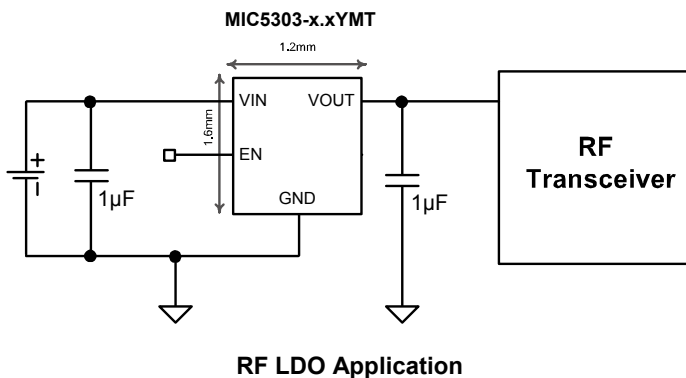 MIC5303-x.xYMT
1.2mm
1.6mm
VIN
VOUT
EN
GND
+
–
1µF
1µF
RF
Transceiver
RF LDO Application